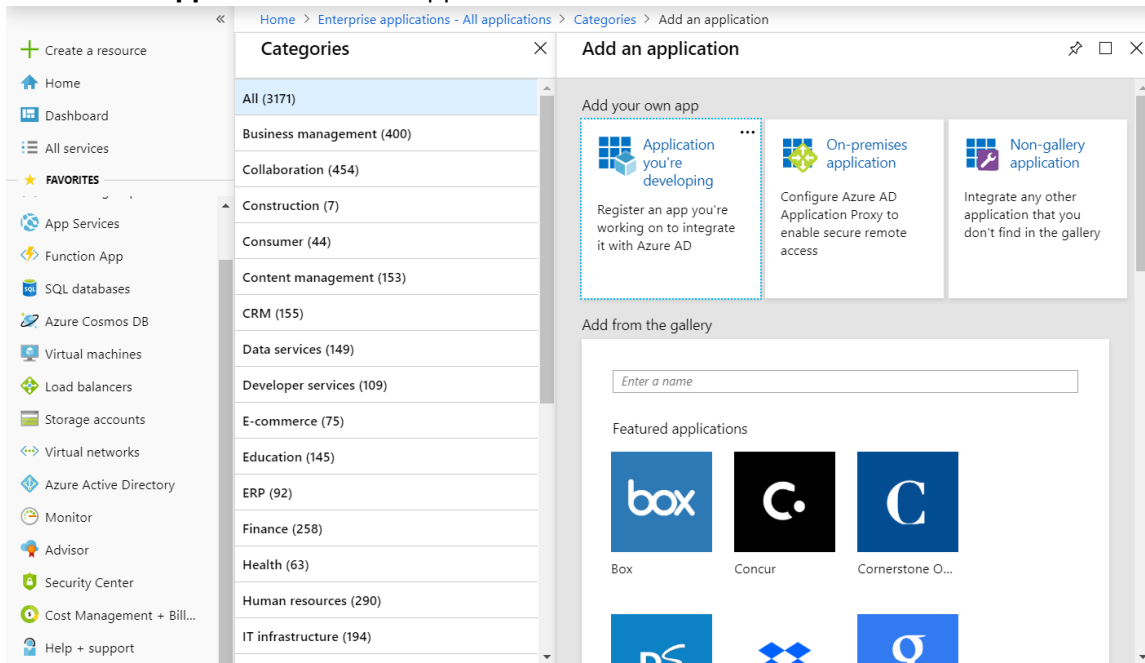 « Home > Enterprise applications - All applications > Categories > Add an application
Create a resource
Home
Dashboard
All services
FAVORITES
App Services
Function App
SQL databases
Azure Cosmos DB
Virtual machines
Load balancers
Storage accounts
Virtual networks
Azure Active Directory
Monitor
Advisor
Security Center
Cost Management + Bill...
Help + support
Categories
All (3171)
Business management (400)
Collaboration (454)
Construction (7)
Consumer (44)
Content management (153)
CRM (155)
Data services (149)
Developer services (109)
E-commerce (75)
Education (145)
ERP (92)
Finance (258)
Health (63)
Human resources (290)
IT infrastructure (194)
Add an application
Add your own app
Application
you're
developing
Register an app you're
working on to integrate
it with Azure AD
On-premises
application
Configure Azure AD
Application Proxy to
enable secure remote
access
Non-gallery
application
Integrate any other
application that you
don't find in the gallery
Add from the gallery
Enter a name
Featured applications
box
C.
C
Box
Concur
Cornerstone O...